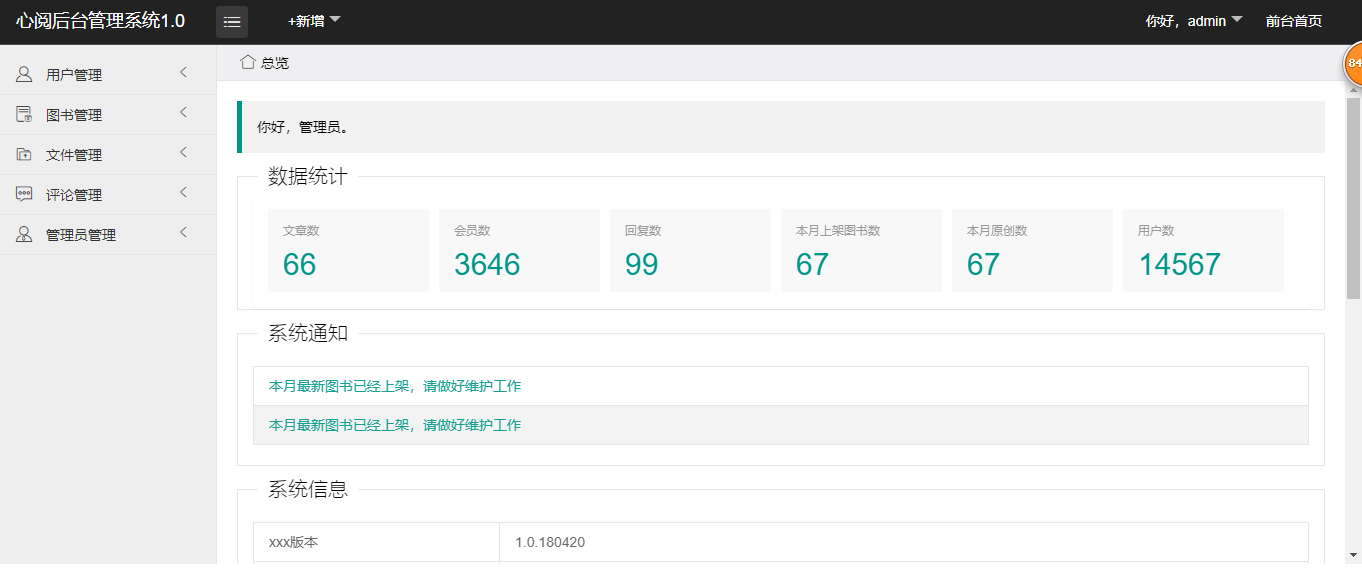 心阅后台管理系统1.0
+新增
你好，admin
前台首页
84
用户管理
图书管理
文件管理
评论管理
管理员管理
总览
你好，管理员。
数据统计
文章数
66
会员数
3646
回复数
99
本月上架图书数
67
本月原创数
67
用户数
14567
系统通知
本月最新图书已经上架，请做好维护工作
本月最新图书已经上架，请做好维护工作
系统信息
xxx版本
1.0.180420